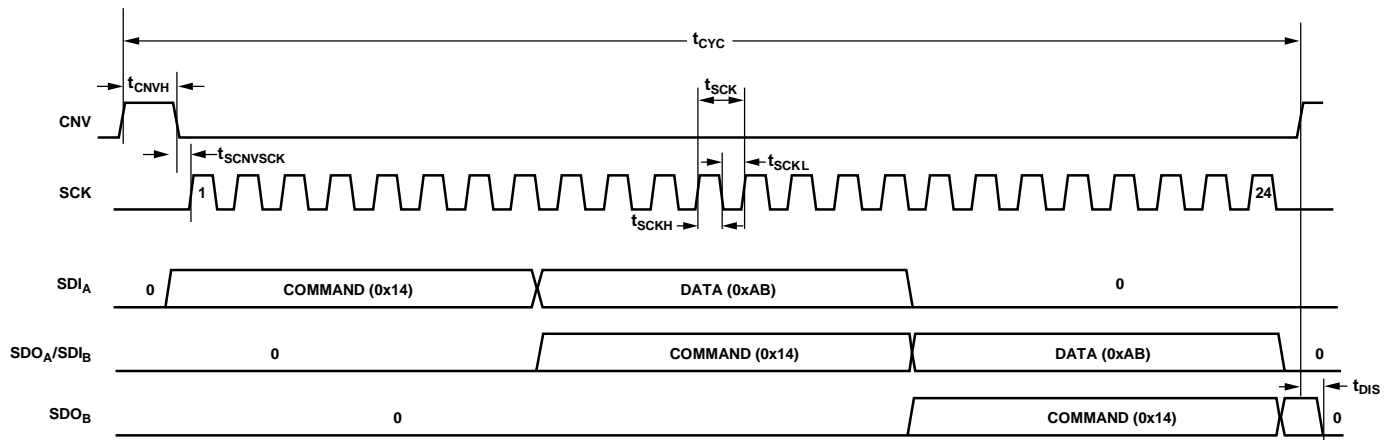 tCYC
tCNVH
tSCK
CNV
tSCNVSCK
tSCKL
SCK
1
24
tSCKH
SDIA
0
COMMAND (0x14)
DATA (0xAB)
0
SDOA/SDIB
0
COMMAND (0x14)
DATA (0xAB)
0
tDIS
SDOB
0
COMMAND (0x14)
0